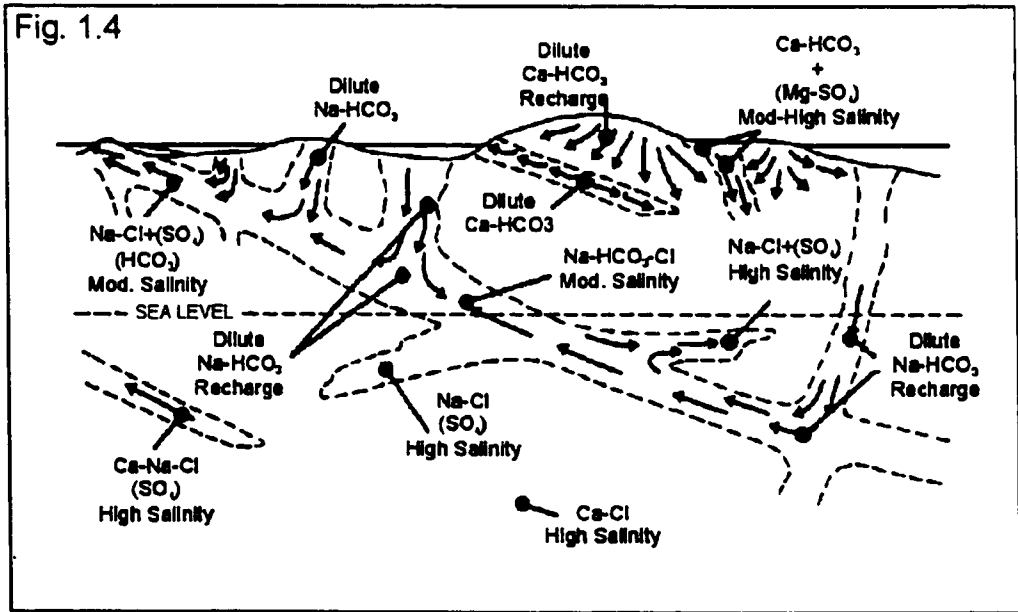 Fig. 1.4
Dilute
Na-HCO₃
Dilute
Ca-HCO₃
Recharge
Ca-HCO₃
+
(Mg-SO₄)
Mod-High Salinity
Na-Cl+(SO₄)
(HCO₃)
Mod. Salinity
Dilute
Ca-HCO3
Na-HCO₃-Cl
Mod. Salinity
Na-Cl+(SO₄)
High Salinity
SEA LEVEL
Dilute
Na-HCO₃
Recharge
Na-Cl
(SO₄)
High Salinity
Dilute
Na-HCO₃
Recharge
Ca-Na-Cl
(SO₄)
High Salinity
Ca-Cl
High Salinity